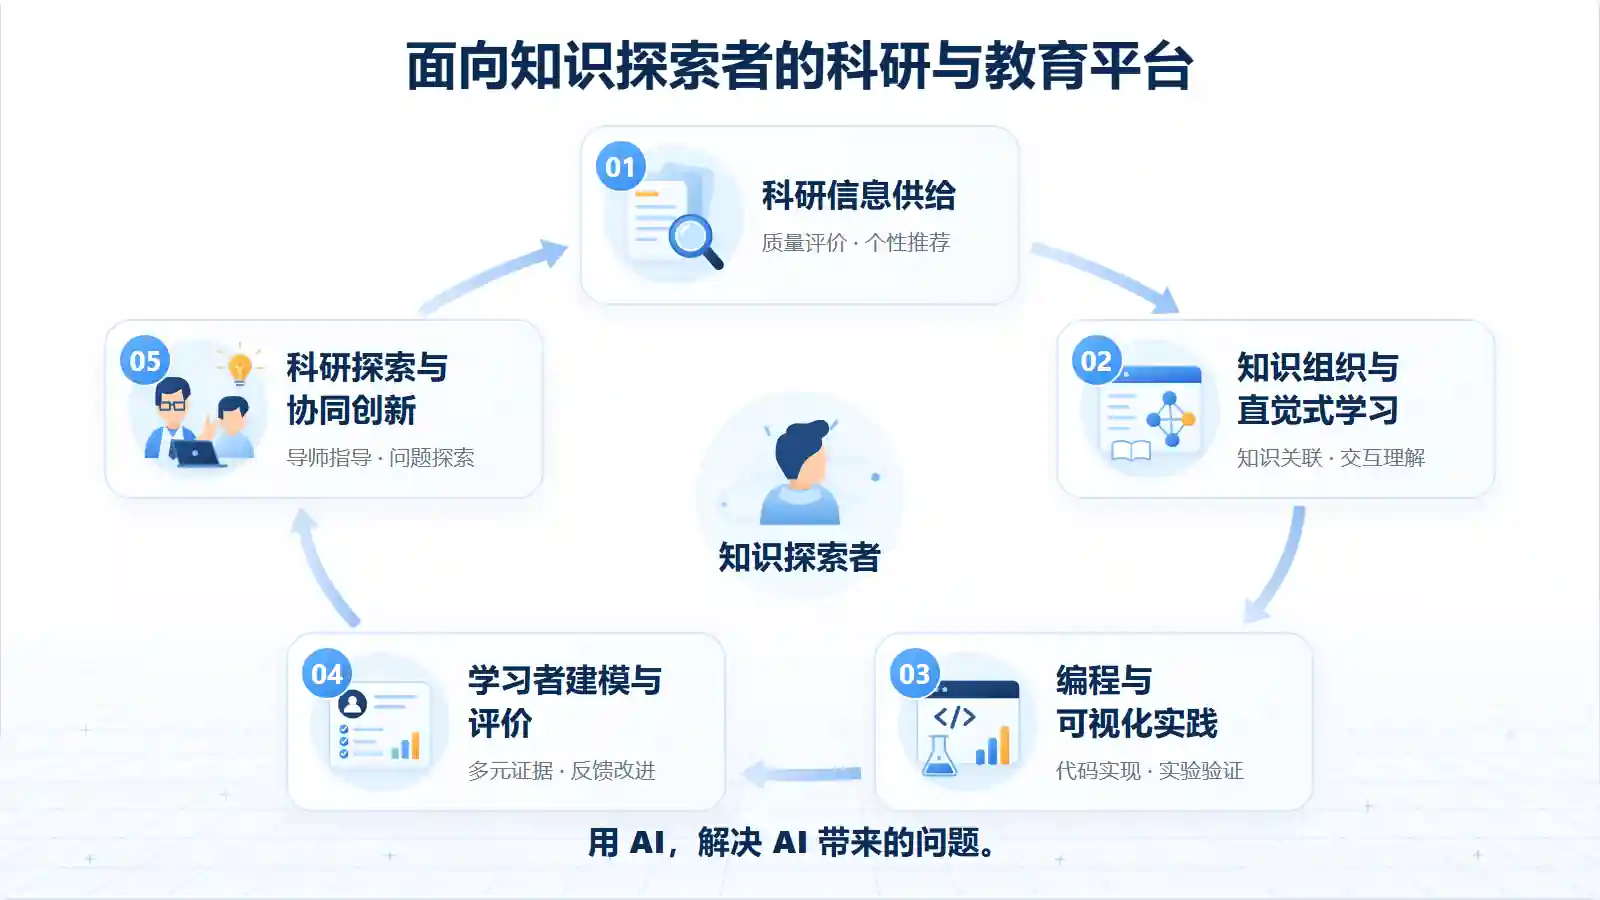 面向知识探索者的科研与教育平台
01
科研信息供给
质量评价 · 个性推荐
02
知识组织与
直觉式学习
知识关联 · 交互理解
03
编程与
可视化实践
代码实现 · 实验验证
04
学习者建模与
评价
多元证据 · 反馈改进
05
科研探索与
协同创新
导师指导 · 问题探索
知识探索者
用 AI，解决 AI 带来的问题。